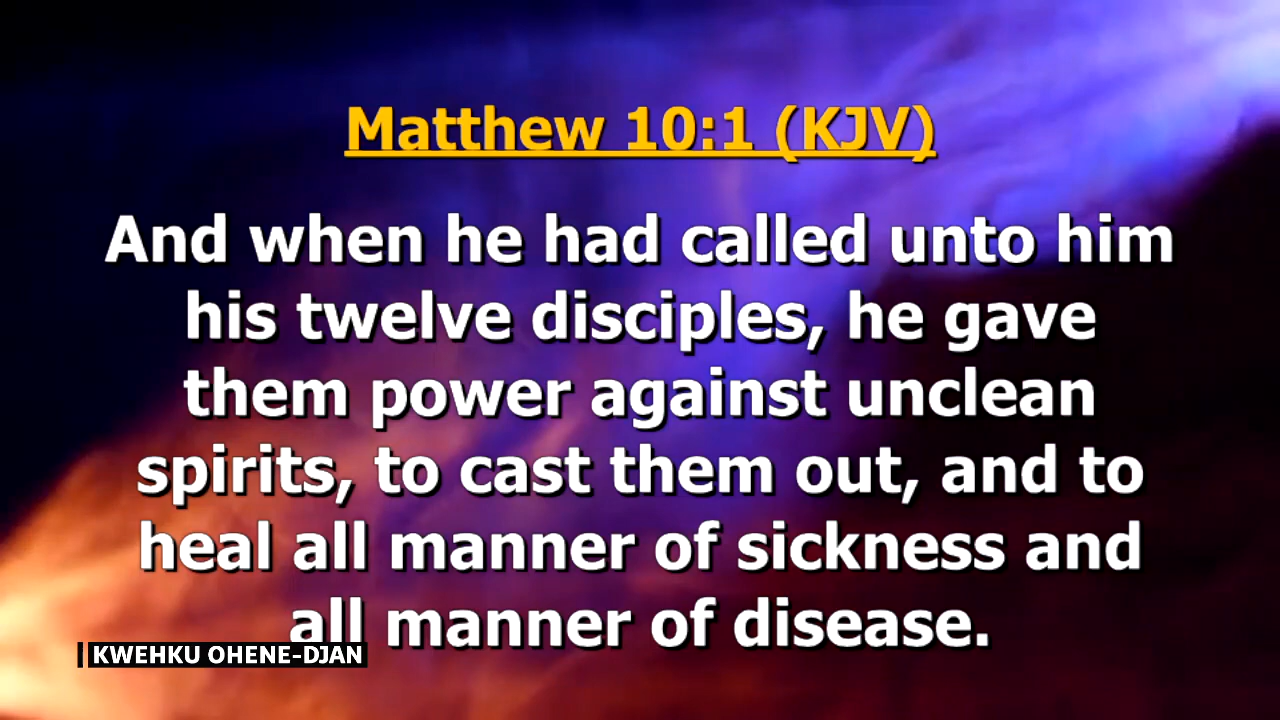 Matthew 10:1 (KJV)
And when he had called unto him
his twelve disciples, he gave
them power against unclean
spirits, to cast them out, and to
heal all manner of sickness and
all manner of disease.
KWEHKU OHENE-DJAN